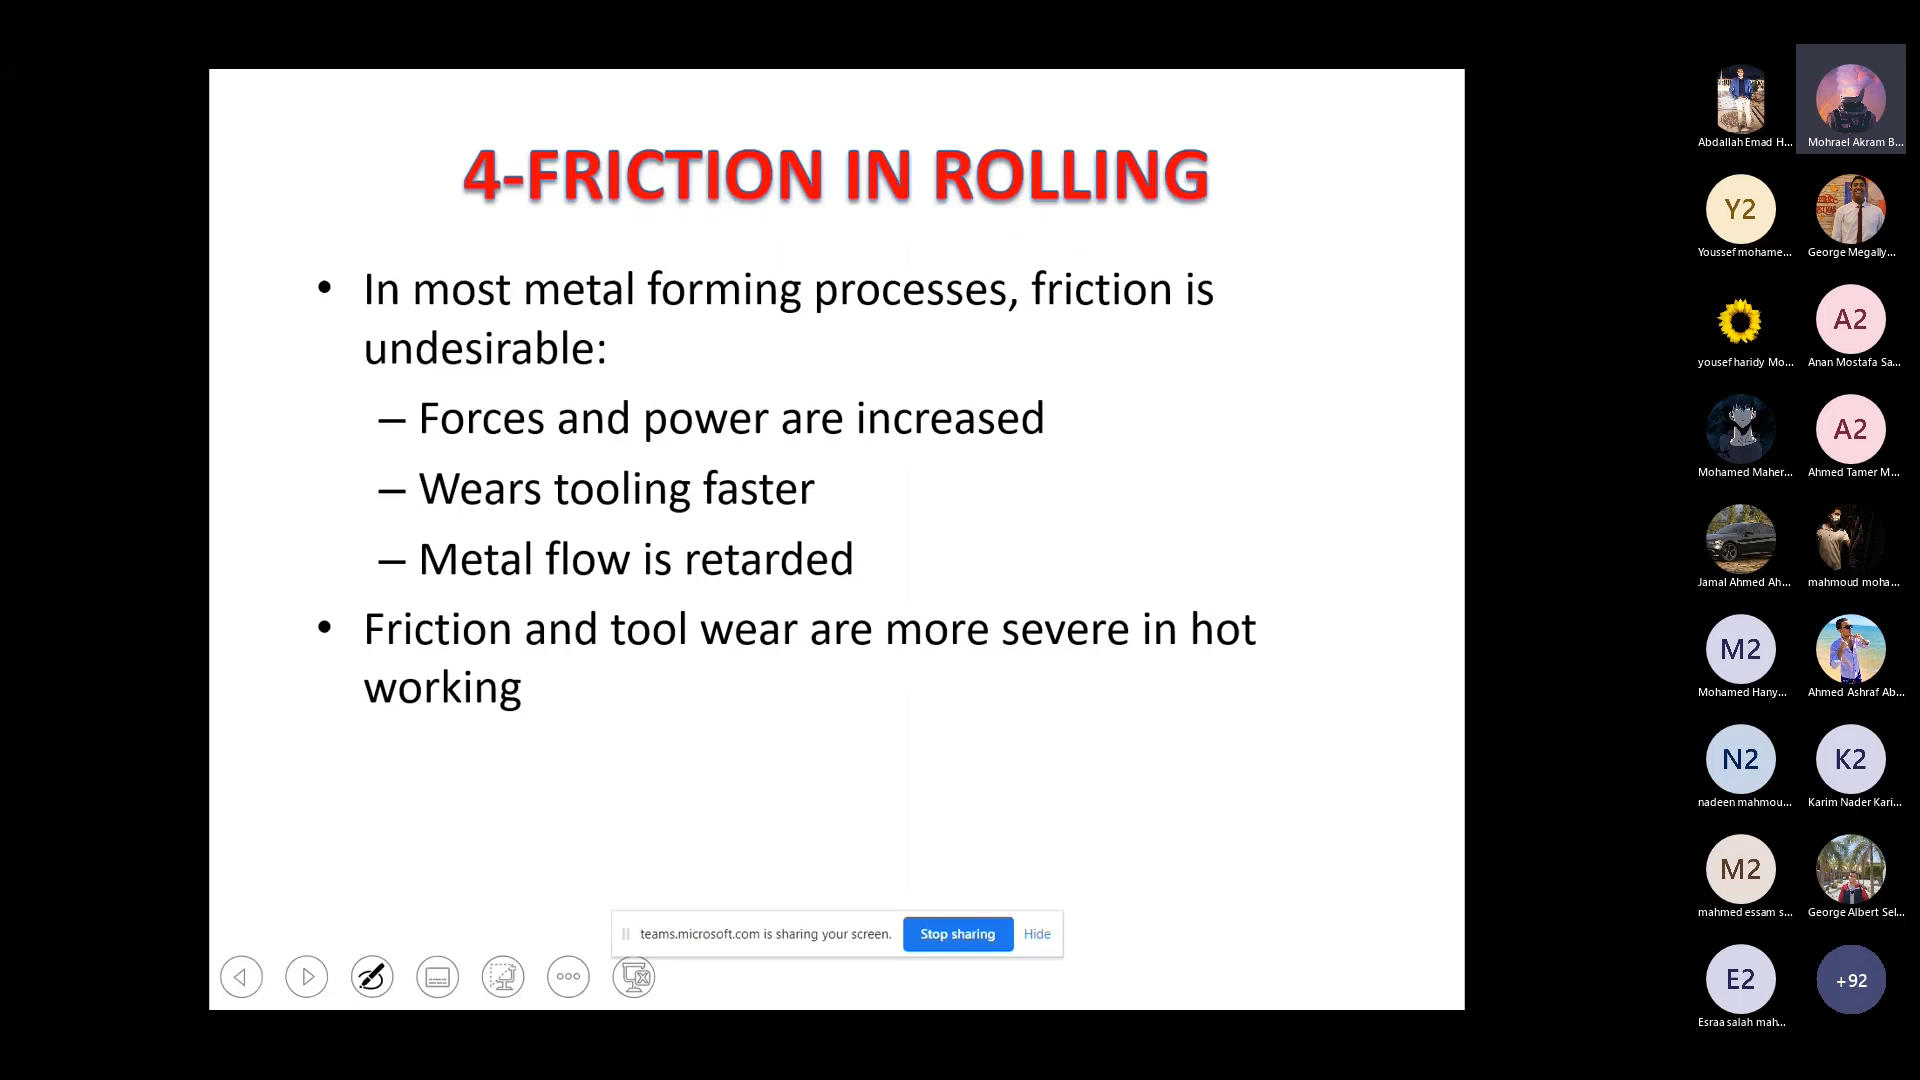 4-FRICTION IN ROLLING
• In most metal forming processes, friction is
undesirable:
– Forces and power are increased
– Wears tooling faster
– Metal flow is retarded
• Friction and tool wear are more severe in hot
working
teams.microsoft.com is sharing your screen.
Stop sharing
Hide
Abdallah Emad H...
Mohrael Akram B...
Y2
Youssef mohame...
George Megally...
yousef haridy Mo...
A2
Anan Mostafa Sa...
Mohamed Maher...
A2
Ahmed Tamer M...
Jamal Ahmed Ah...
mahmoud moha...
M2
Mohamed Hany...
Ahmed Ashraf Ab...
N2
nadeen mahmou...
K2
Karim Nader Kari...
M2
mahmed essam s...
George Albert Sel...
E2
Esraa salah mah...
+92